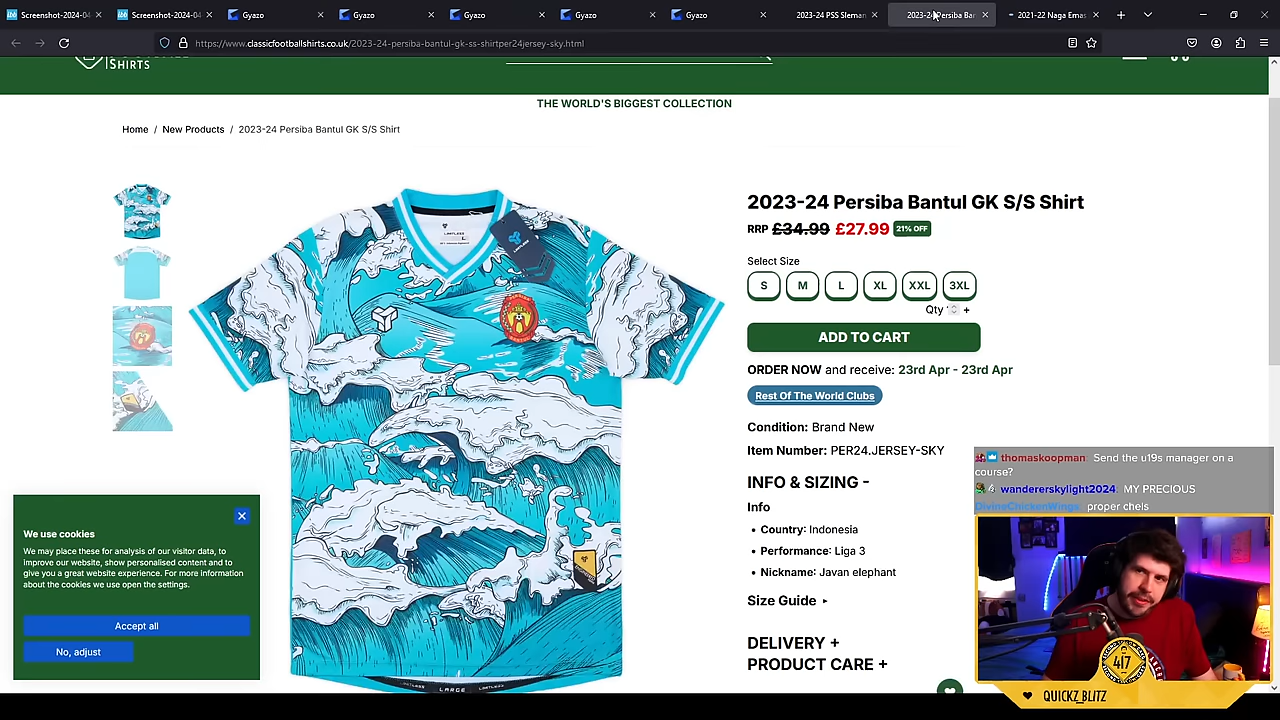 Screenshot-2024-04
Screenshot-2024-04
Gyazo
Gyazo
Gyazo
Gyazo
Gyazo
2023-24 PSS Sleman
2023-24 Persiba Ban
2021-22 Naga Emas
https://www.classicfootballshirts.co.uk/2023-24-persiba-bantul-gk-ss-shirtper24jersey-sky.html
SHIRTS
THE WORLD'S BIGGEST COLLECTION
Home / New Products / 2023-24 Persiba Bantul GK S/S Shirt
2023-24 Persiba Bantul GK S/S Shirt
RRP £34.99 £27.99 21% OFF
Select Size
S M L XL XXL 3XL
Qty +
ADD TO CART
ORDER NOW and receive: 23rd Apr - 23rd Apr
Rest Of The World Clubs
Condition: Brand New
Item Number: PER24.JERSEY-SKY
INFO & SIZING -
Info
• Country: Indonesia
• Performance: Liga 3
• Nickname: Javan elephant
Size Guide ▸
DELIVERY +
PRODUCT CARE +
LIMITLESS
L
LARGE LIMITLESS
We use cookies
We may place these for analysis of our visitor data, to
improve our website, show personalised content and to
give you a great website experience. For more information
about the cookies we use open the settings.
Accept all
No, adjust
thomaskoopman: Send the u19s manager on a
course?
wandererskylight2024: MY PRECIOUS
DivineChickenWings: proper chels
417
QUICKZ_BLITZ